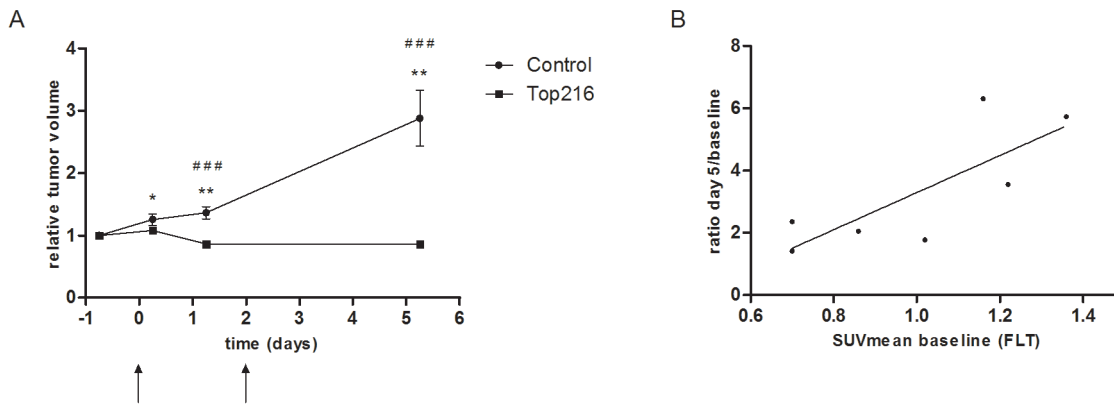 A
relative tumor volume
4
3
2
1
0
-1 0 1 2 3 4 5 6
time (days)
*
###
**
###
**
Control
Top216
B
ratio day 5/baseline
8
6
4
2
0
0.6 0.8 1.0 1.2 1.4
SUVmean baseline (FLT)